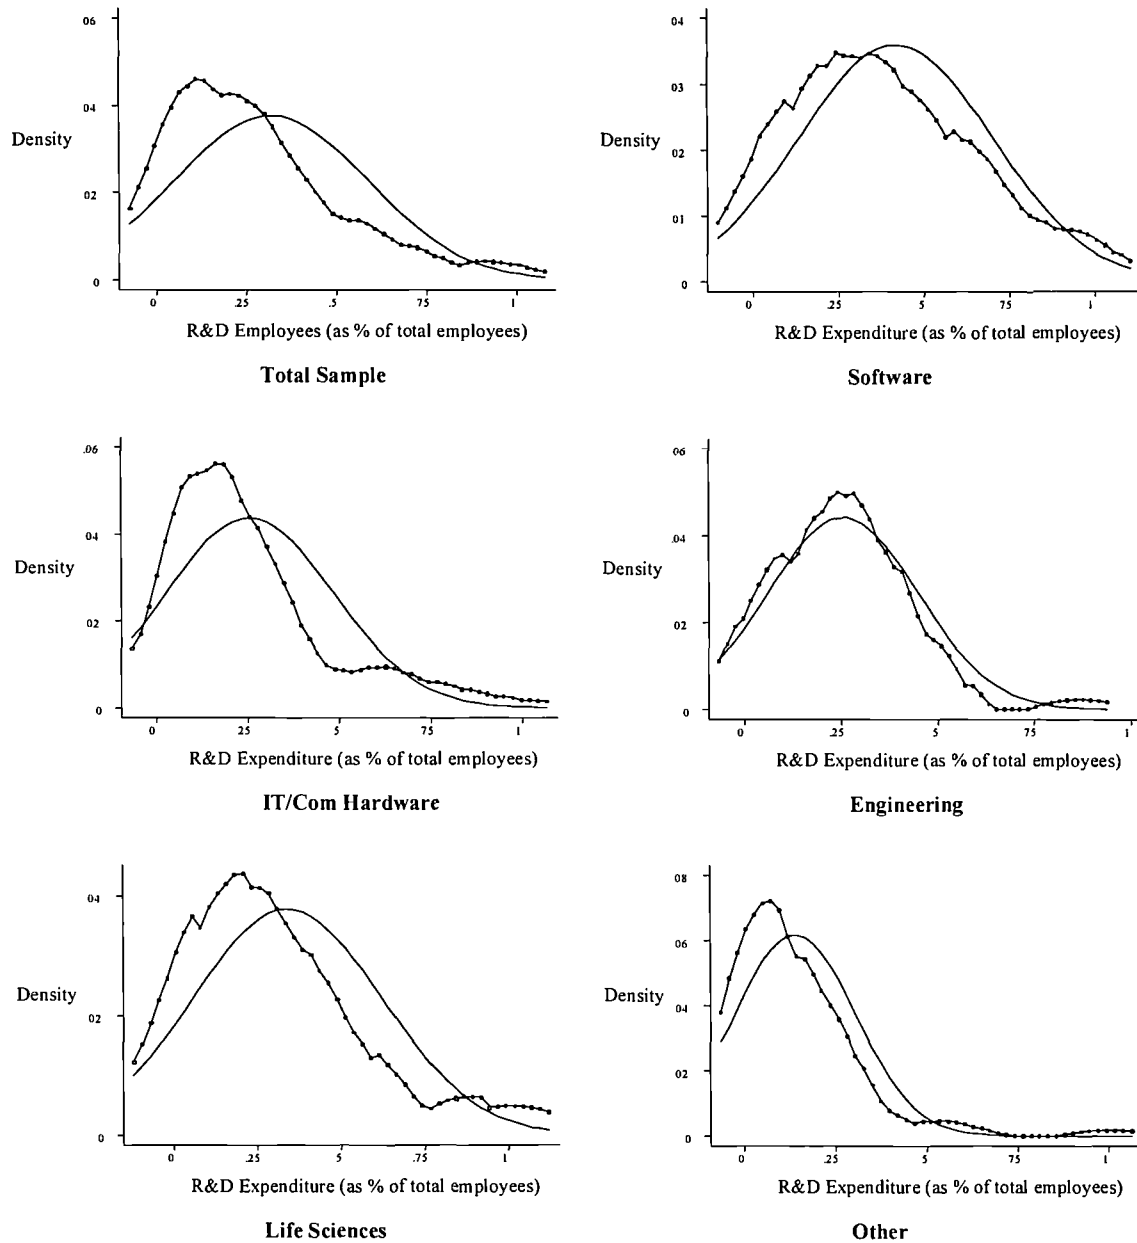 06
04
02
0
Density
0 .25 .5 75 1
R&D Employees (as % of total employees)
Total Sample
04
03
02
01
0
Density
0 .25 5 75 1
R&D Expenditure (as % of total employees)
Software
.06
.04
02
0
Density
0 25 5 75 1
R&D Expenditure (as % of total employees)
IT/Com Hardware
06
.04
02
0
Density
0 .25 5 75 1
R&D Expenditure (as % of total employees)
Engineering
04
02
0
Density
0 .25 5 .75 1
R&D Expenditure (as % of total employees)
Life Sciences
08
06
04
02
0
Density
0 .25 5 75 1
R&D Expenditure (as % of total employees)
Other